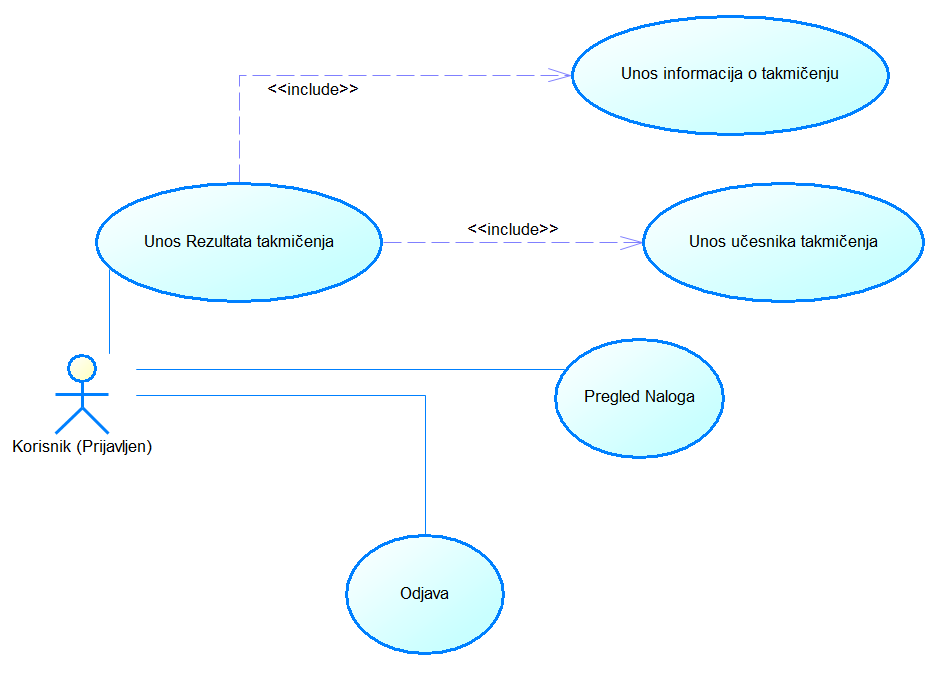 Unos informacija o takmičenju
<<include>>
Unos Rezultata takmičenja
<<include>>
Unos učesnika takmičenja
Pregled Naloga
Korisnik (Prijavljen)
Odjava